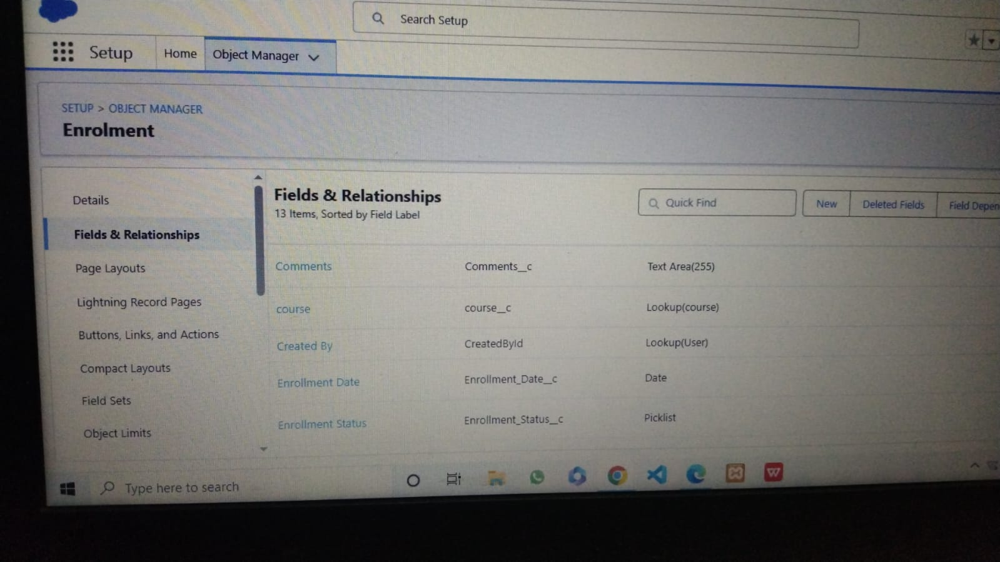 Search Setup
Setup
Home
Object Manager
SETUP > OBJECT MANAGER
Enrolment
Details
Fields & Relationships
Page Layouts
Lightning Record Pages
Buttons, Links, and Actions
Compact Layouts
Field Sets
Object Limits
Fields & Relationships
13 Items, Sorted by Field Label
Quick Find
New
Deleted Fields
Field Depen
Comments Comments__c Text Area(255)
course course__c Lookup(course)
Created By CreatedById Lookup(User)
Enrollment Date Enrollment_Date__c Date
Enrollment Status Enrollment_Status__c Picklist
Type here to search
W